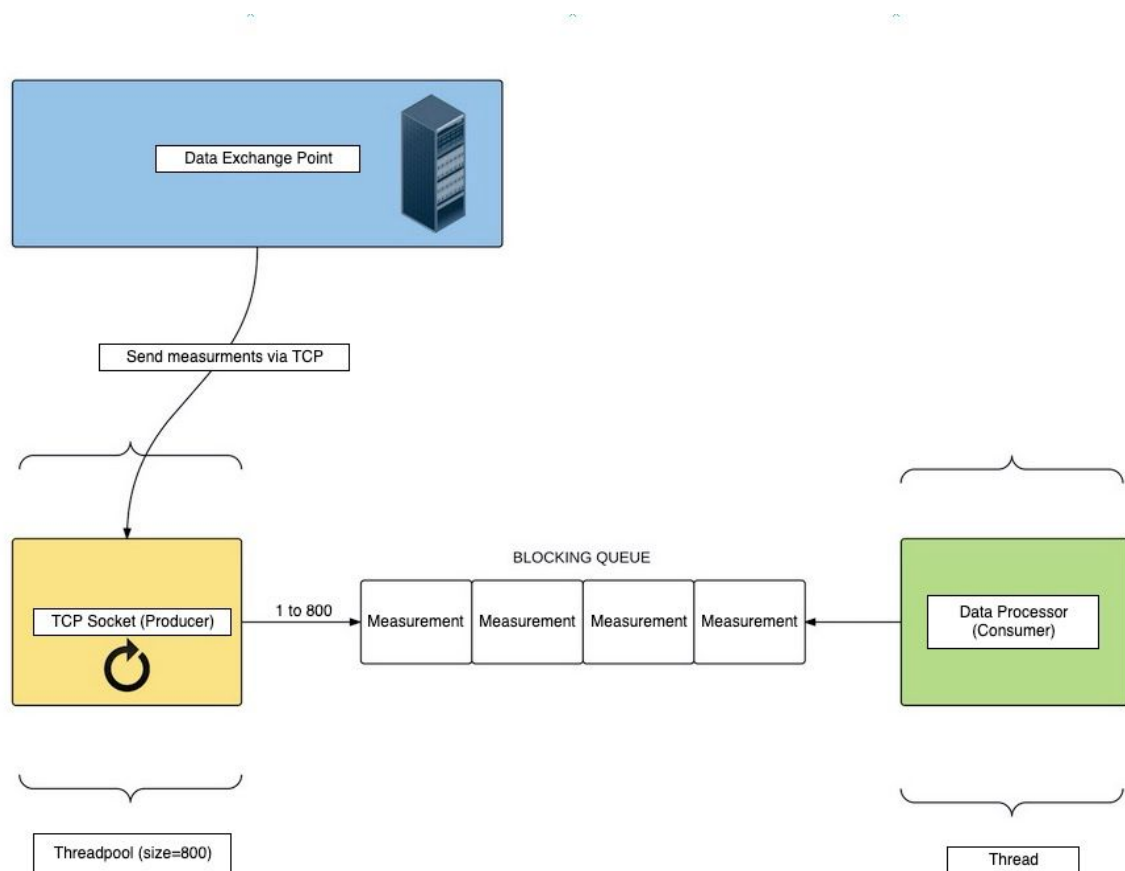 Data Exchange Point
Send measurments via TCP
BLOCKING QUEUE
TCP Socket (Producer)
1 to 800
Measurement
Measurement
Measurement
Measurement
Data Processor
(Consumer)
Threadpool (size=800)
Thread